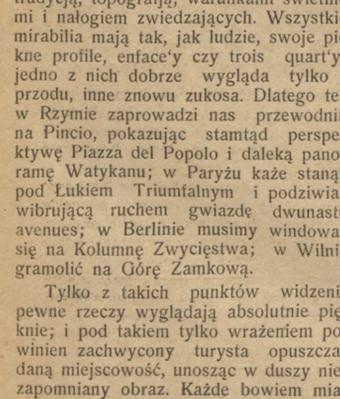 tradycją, topografją, warunkami świetlne
mi i nałogiem zwiedzających. Wszystki
mirabilia mają tak, jak ludzie, swoje pi
kne profile, enface'y czy trois quart'y
jedno z nich dobrze wygląda tylko
przodu, inne znowu zukosa. Dlatego te
w Rzymie zaprowadzi nas przewodni
na Pincio, pokazując stamtąd perspe
ktywę Piazza del Popolo i daleką pano
ramę Watykanu; w Paryżu każe staną
pod Łukiem Triumfalnym i podziwia
wibrującą ruchem gwiazdę dwunast
avenues; w Berlinie musimy windowa
się na Kolumnę Zwycięstwa; w Wilni
gramolić na Górę Zamkową.
Tylko z takich punktów widzeni
pewne rzeczy wyglądają absolutnie pię
knie; i pod takiem tylko wrażeniem po
winien zachwycony turysta opuszcza
daną miejscowość, unosząc w duszy nie
zapomniany obraz. Każde bowiem mia